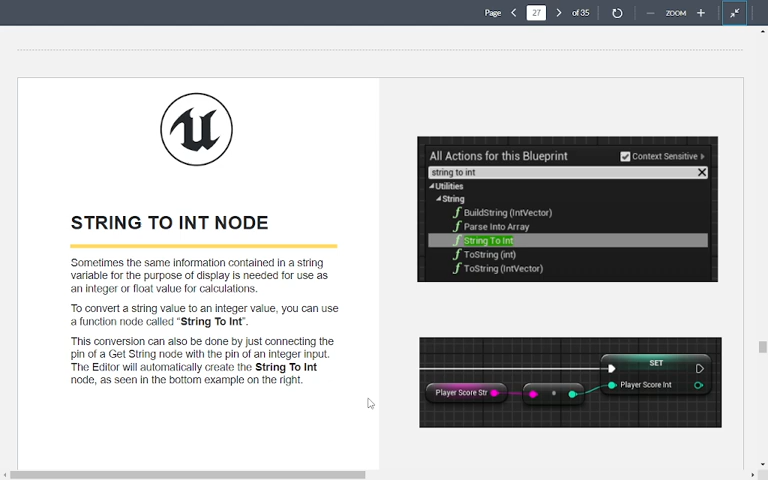 Page 27 of 35 ZOOM
STRING TO INT NODE
Sometimes the same information contained in a string
variable for the purpose of display is needed for use as
an integer or float value for calculations.
To convert a string value to an integer value, you can use
a function node called “String To Int”.
This conversion can also be done by just connecting the
pin of a Get String node with the pin of an integer input.
The Editor will automatically create the String To Int
node, as seen in the bottom example on the right.
All Actions for this Blueprint Context Sensitive
string to int
Utilities
String
BuildString (IntVector)
Parse Into Array
String To Int
ToString (int)
ToString (IntVector)
SET
Player Score Str Player Score Int